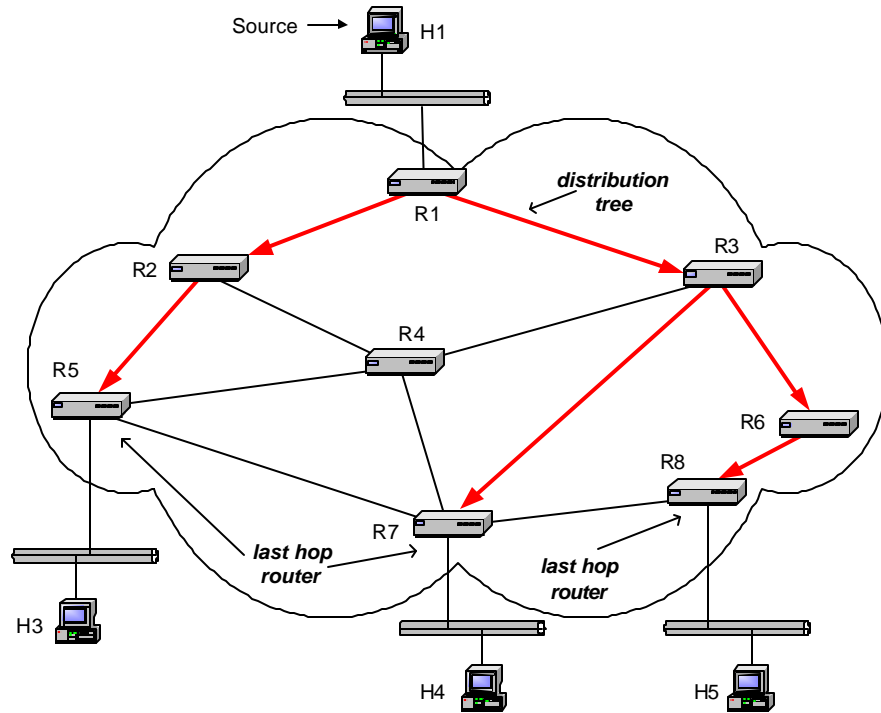 Source
H1
R1
distribution
tree
R2
R3
R4
R5
R6
R8
R7
last hop
router
last hop
router
H3
H4
H5